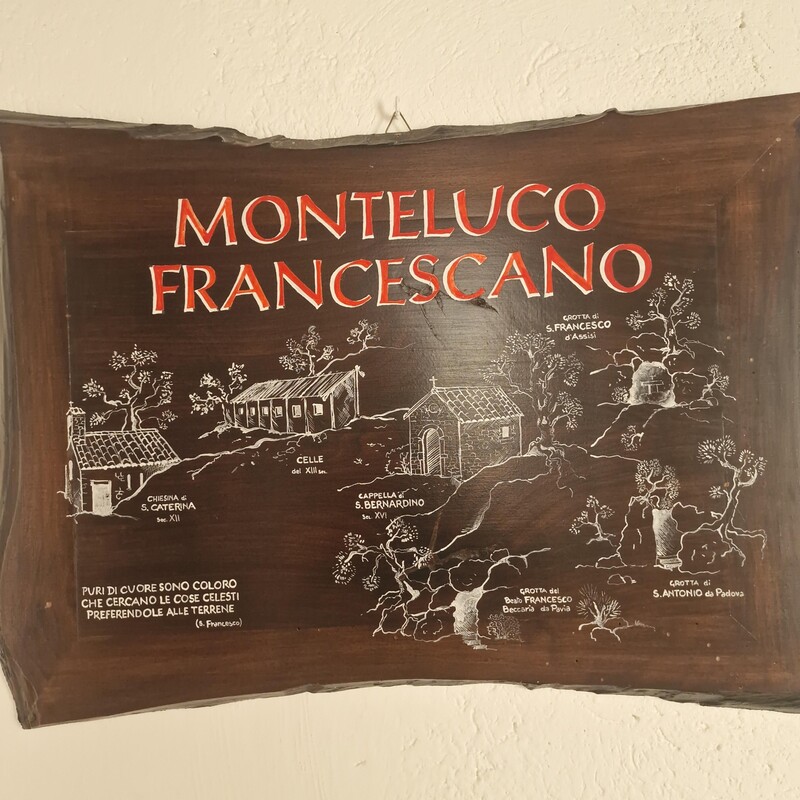 MONTELUCO
FRANCESCANO
GROTTA di
S. FRANCESCO
d'Assisi
CELLE
del XIII sec.
CHIESINA di
S. CATERINA
sec. XII
CAPPELLA di
S. BERNARDINO
sec. XVI
GROTTA di
S. ANTONIO da Padova
GROTTA del
Beato FRANCESCO
Beccaria da Pavia
PURI DI CUORE SONO COLORO
CHE CERCANO LE COSE CELESTI
PREFERENDOLE ALLE TERRENE
(S. Francesco)